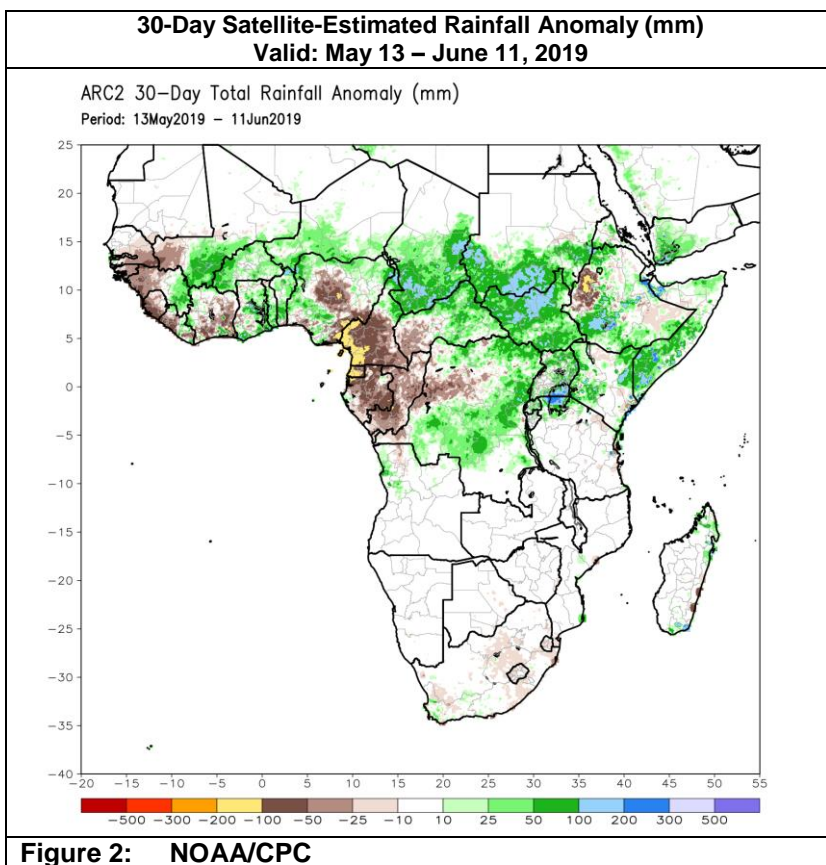 30-Day Satellite-Estimated Rainfall Anomaly (mm)
Valid: May 13 – June 11, 2019
ARC2 30-Day Total Rainfall Anomaly (mm)
Period: 13May2019 – 11Jun2019
25
20
15
10
5
0
-5
-10
-15
-20
-25
-30
-35
-40
-20 -15 -10 -5 0 5 10 15 20 25 30 35 40 45 50 55
-500 -300 -200 -100 -50 -25 -10 10 25 50 100 200 300 500
Figure 2: NOAA/CPC